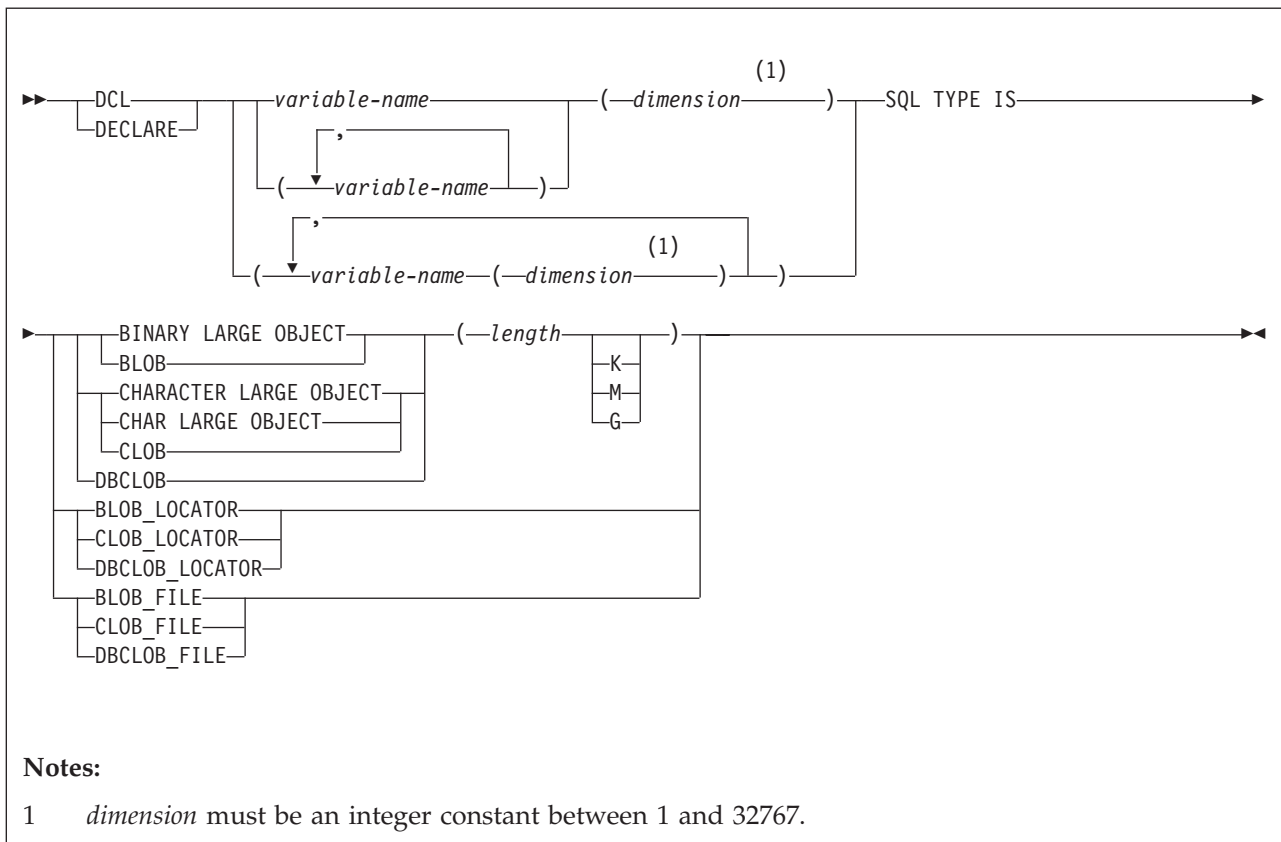 (1)
DCL variable-name ( dimension ) SQL TYPE IS
DECLARE
,
( variable-name )
,
(1)
( variable-name ( dimension ) )
BINARY LARGE OBJECT ( length )
BLOB K
CHARACTER LARGE OBJECT M
CHAR LARGE OBJECT G
CLOB
DBCLOB
BLOB_LOCATOR
CLOB_LOCATOR
DBCLOB_LOCATOR
BLOB_FILE
CLOB_FILE
DBCLOB_FILE
Notes:
1 dimension must be an integer constant between 1 and 32767.